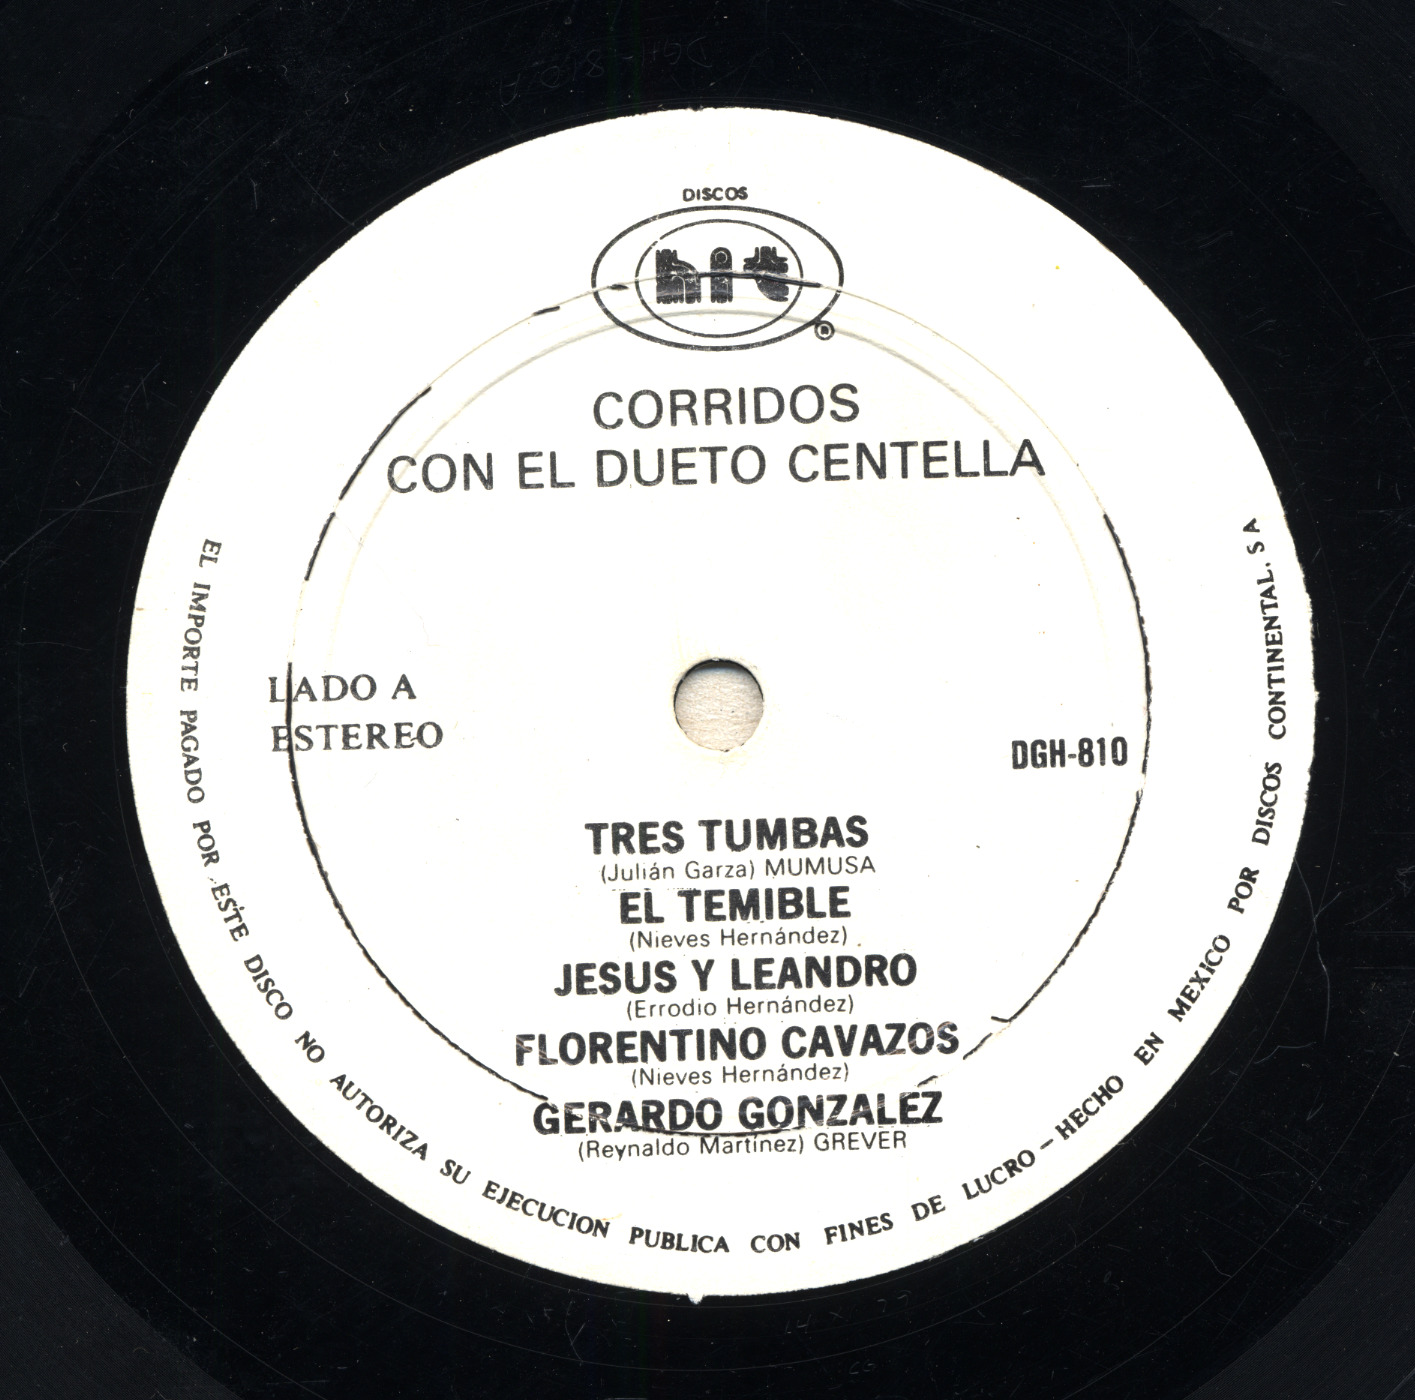 DISCOS
hit
®
CORRIDOS
CON EL DUETO CENTELLA
LADO A
ESTEREO
DGH-810
TRES TUMBAS
(Julián Garza) MUMUSA
EL TEMIBLE
(Nieves Hernández)
JESUS Y LEANDRO
(Errodio Hernández)
FLORENTINO CAVAZOS
(Nieves Hernández)
GERARDO GONZALEZ
(Reynaldo Martínez) GREVER
EL IMPORTE PAGADO POR ESTE DISCO NO AUTORIZA SU EJECUCION PUBLICA CON FINES DE LUCRO - HECHO EN MEXICO POR DISCOS CONTINENTAL, S A